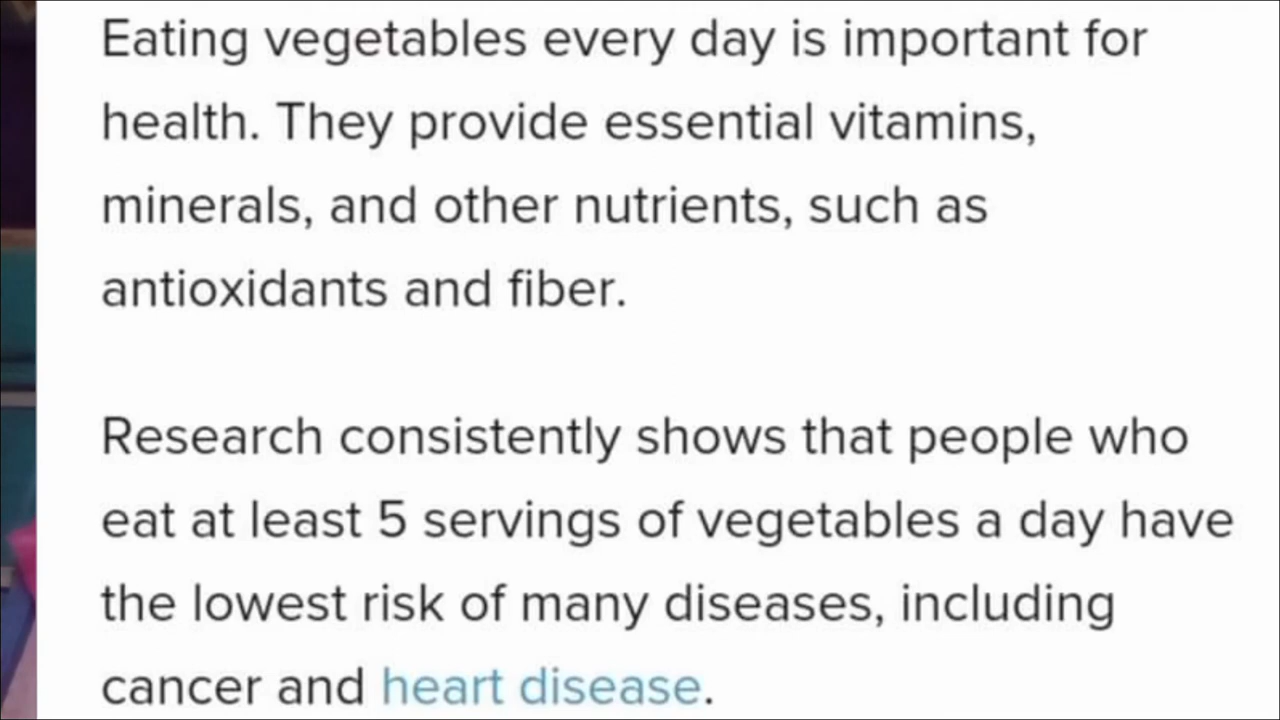 Eating vegetables every day is important for
health. They provide essential vitamins,
minerals, and other nutrients, such as
antioxidants and fiber.
Research consistently shows that people who
eat at least 5 servings of vegetables a day have
the lowest risk of many diseases, including
cancer and heart disease.